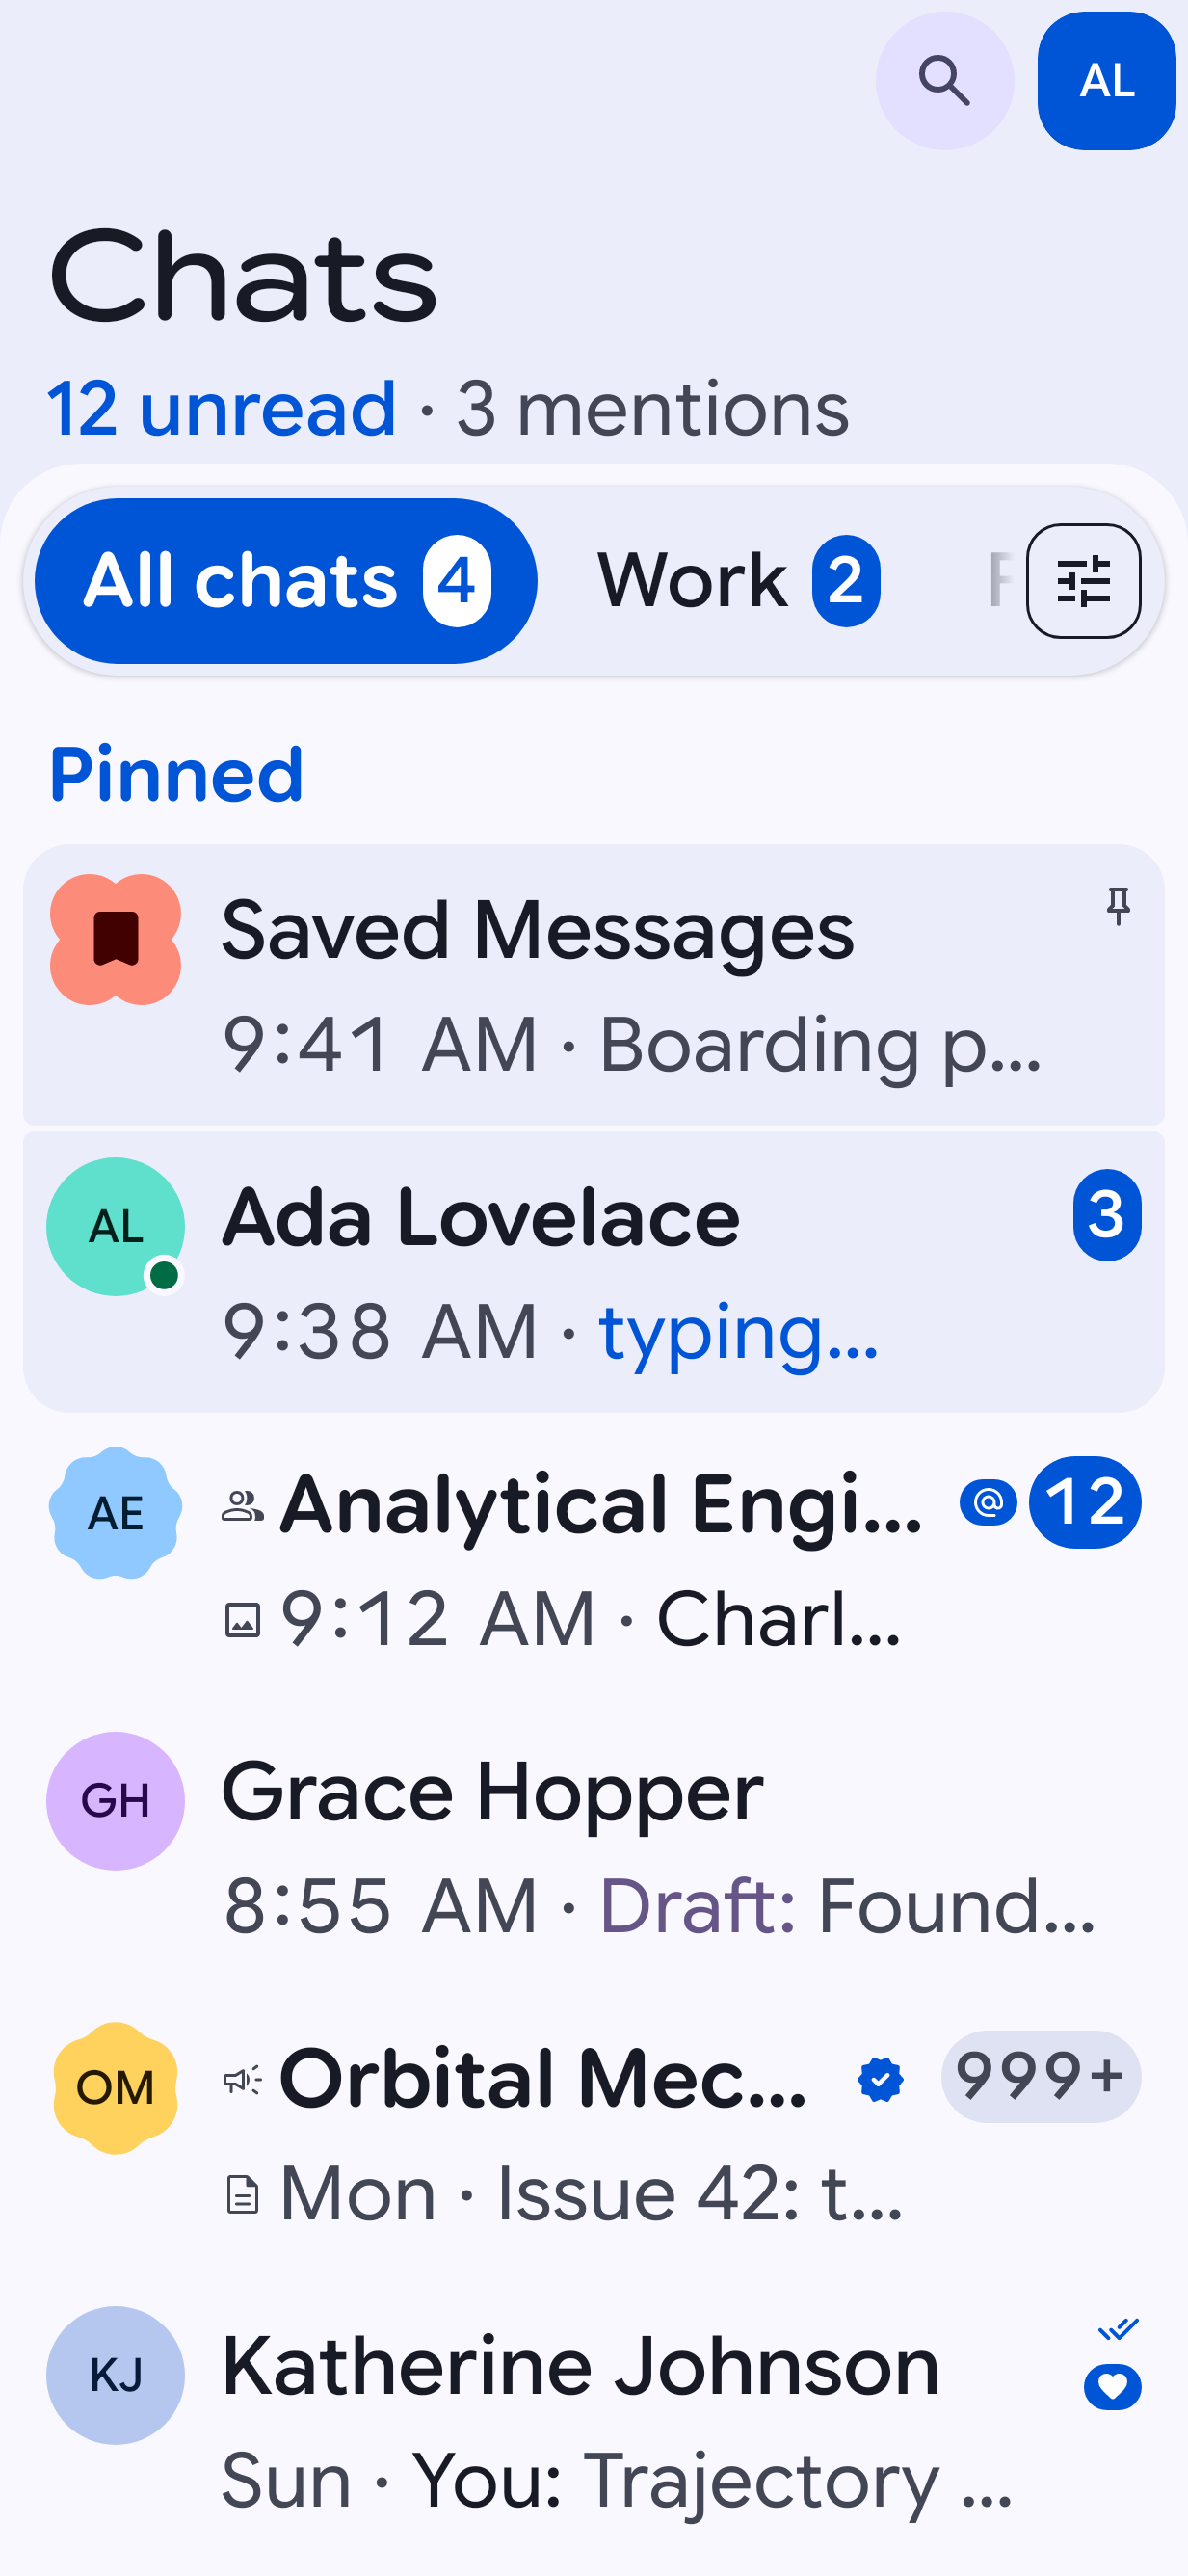 AL
Chats
12 unread · 3 mentions
All chats 4 Work 2
Pinned
Saved Messages
9:41 AM · Boarding p...
AL Ada Lovelace 3
9:38 AM · typing...
AE Analytical Engi... @ 12
9:12 AM · Charl...
GH Grace Hopper
8:55 AM · Draft: Found...
OM Orbital Mec... 999+
Mon · Issue 42: t...
KJ Katherine Johnson
Sun · You: Trajectory ...